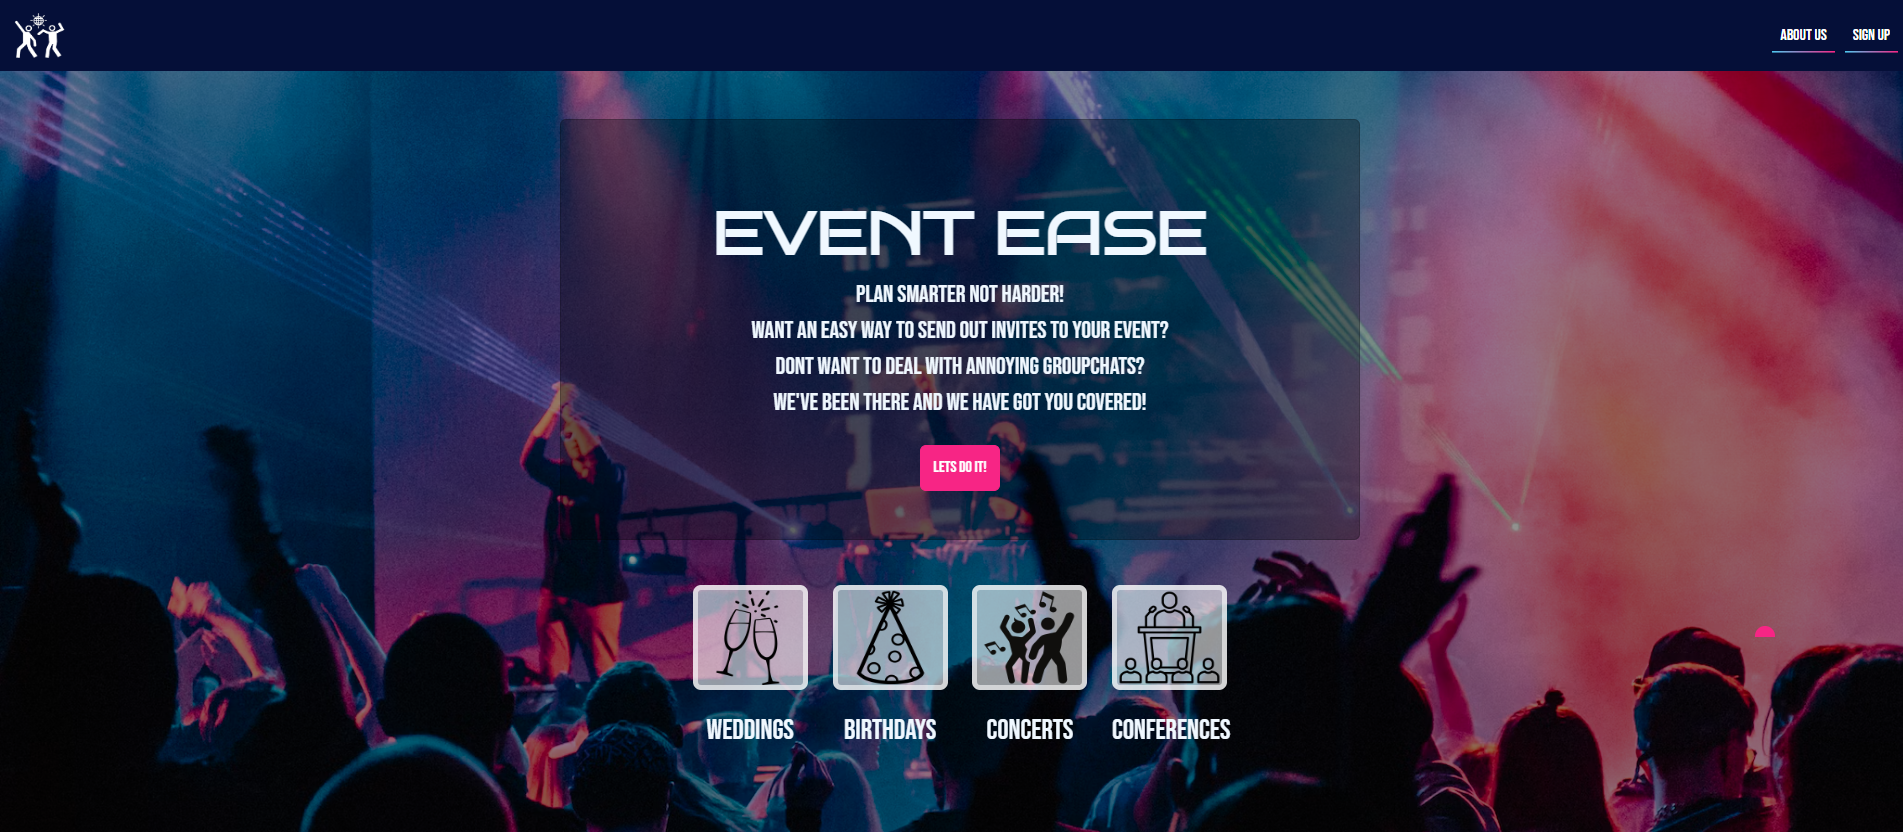 ABOUT US
SIGN UP
EVENT EASE
PLAN SMARTER NOT HARDER!
WANT AN EASY WAY TO SEND OUT INVITES TO YOUR EVENT?
DONT WANT TO DEAL WITH ANNOYING GROUPCHATS?
WE'VE BEEN THERE AND WE HAVE GOT YOU COVERED!
LETS DO IT!
WEDDINGS
BIRTHDAYS
CONCERTS
CONFERENCES